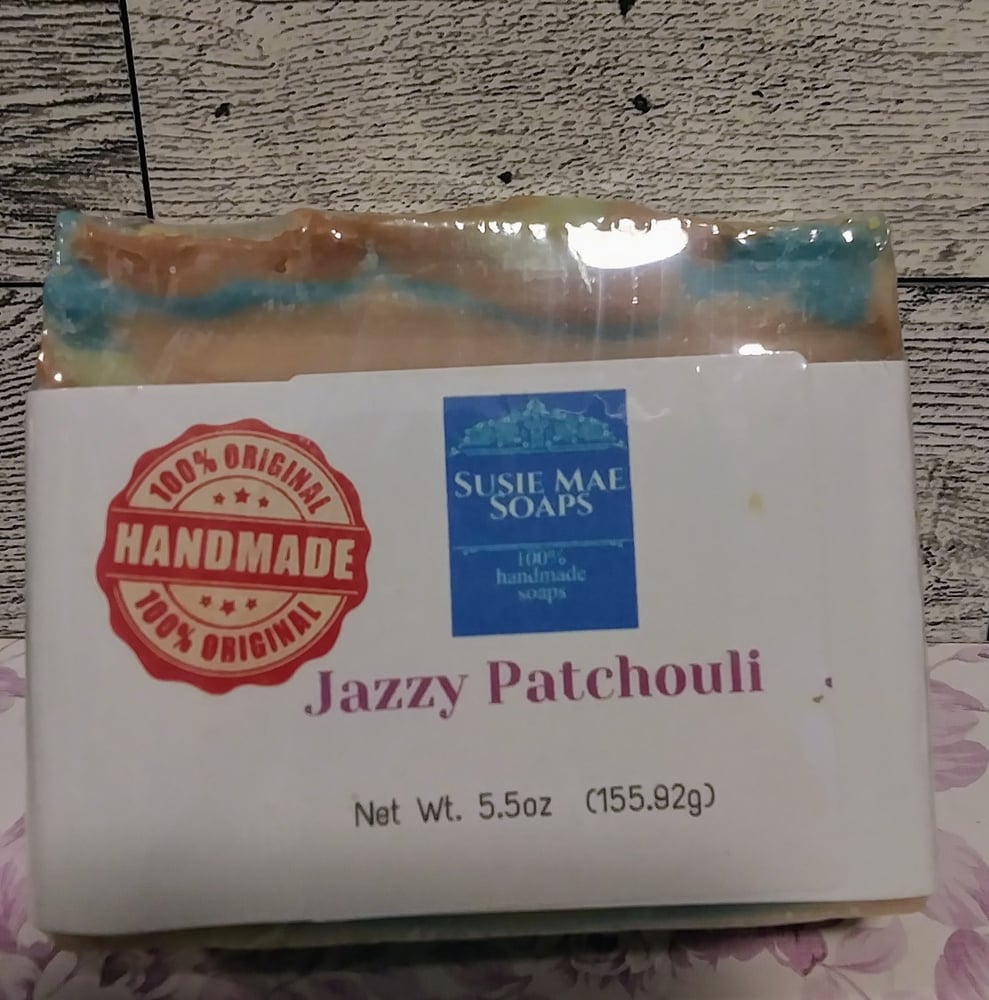 100% ORIGINAL
HANDMADE
100% ORIGINAL
SUSIE MAE
SOAPS
100%
handmade
soaps
Jazzy Patchouli
Net Wt. 5.5oz (155.92g)